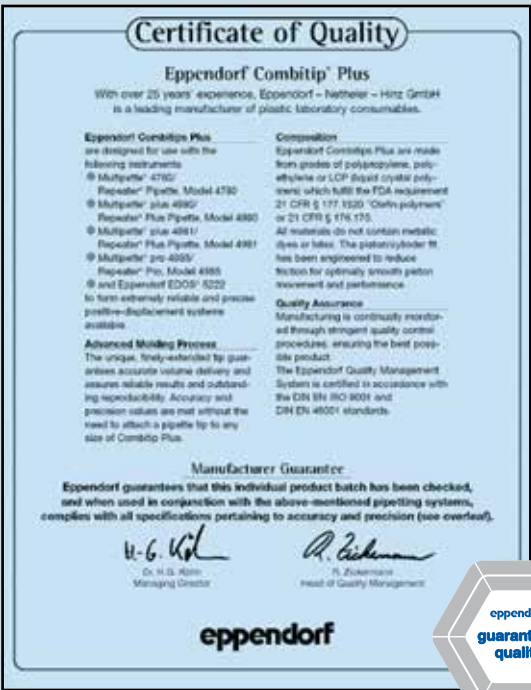 Certificate of Quality
Eppendorf Combitip® Plus
With over 25 years' experience, Eppendorf – Netheler – Hinz GmbH
is a leading manufacturer of plastic laboratory consumables.
Eppendorf Combitips Plus
are designed for use with the
following instruments
Multipette® 4780/
Repeater® Pipette, Model 4780
Multipette® plus 4980/
Repeater® Plus Pipette, Model 4980
Multipette® plus 4981/
Repeater® Plus Pipette, Model 4981
Multipette® pro 4985/
Repeater® Pro, Model 4985
and Eppendorf EDOS® 5222
to form extremely reliable and precise
positive-displacement systems
available.
Advanced Molding Process
The unique, finely-extended tip guar-
antees accurate volume delivery and
assures reliable results and outstand-
ing reproducibility. Accuracy and
precision values are met without the
need to attach a pipette tip to any
size of Combitip Plus.
Composition
Eppendorf Combitips Plus are made
from grades of polypropylene, poly-
ethylene or LCP (liquid crystal poly-
mers) which fulfill the FDA requirement
21 CFR § 177.1520 "Olefin polymers"
or 21 CFR § 176.170.
All materials do not contain metallic
dyes or latex. The piston/cylinder fit
has been engineered to reduce
friction for optimally smooth piston
movement and performance.
Quality Assurance
Manufacturing is continually monitor-
ed through stringent quality control
procedures, ensuring the best poss-
ible product.
The Eppendorf Quality Management
System is certified in accordance with
the DIN EN ISO 9001 and
DIN EN 46001 standards.
Manufacturer Guarantee
Eppendorf guarantees that this individual product batch has been checked,
and when used in conjunction with the above-mentioned pipetting systems,
complies with all specifications pertaining to accuracy and precision (see overleaf).
Dr. H.G. Köhn
Managing Director
R. Zickermann
Head of Quality Management
eppendorf
eppend
guarant
qualit